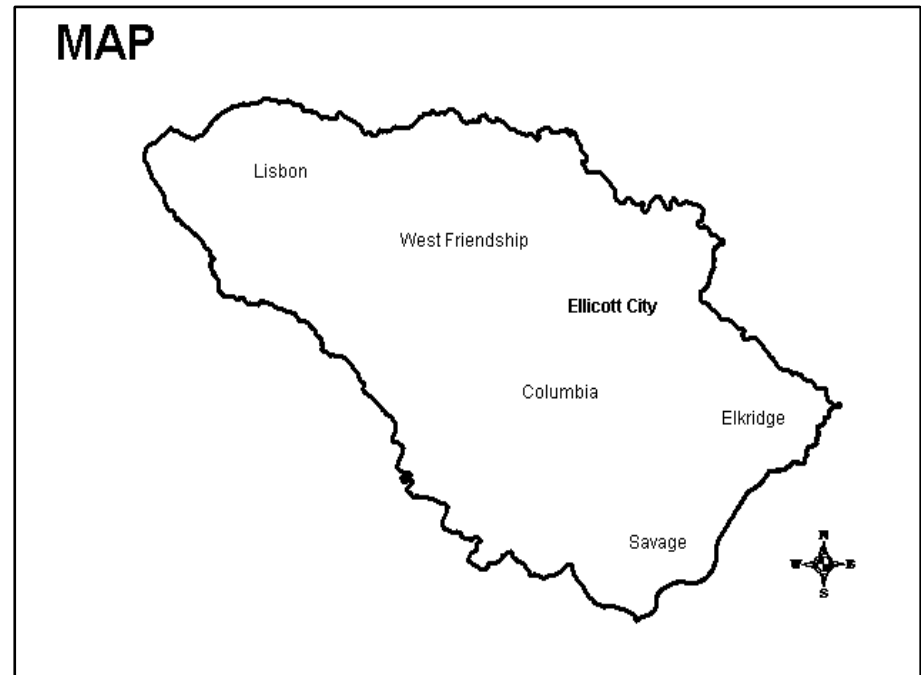 MAP
Lisbon
West Friendship
Ellicott City
Columbia
Elkridge
Savage
N
W E
S